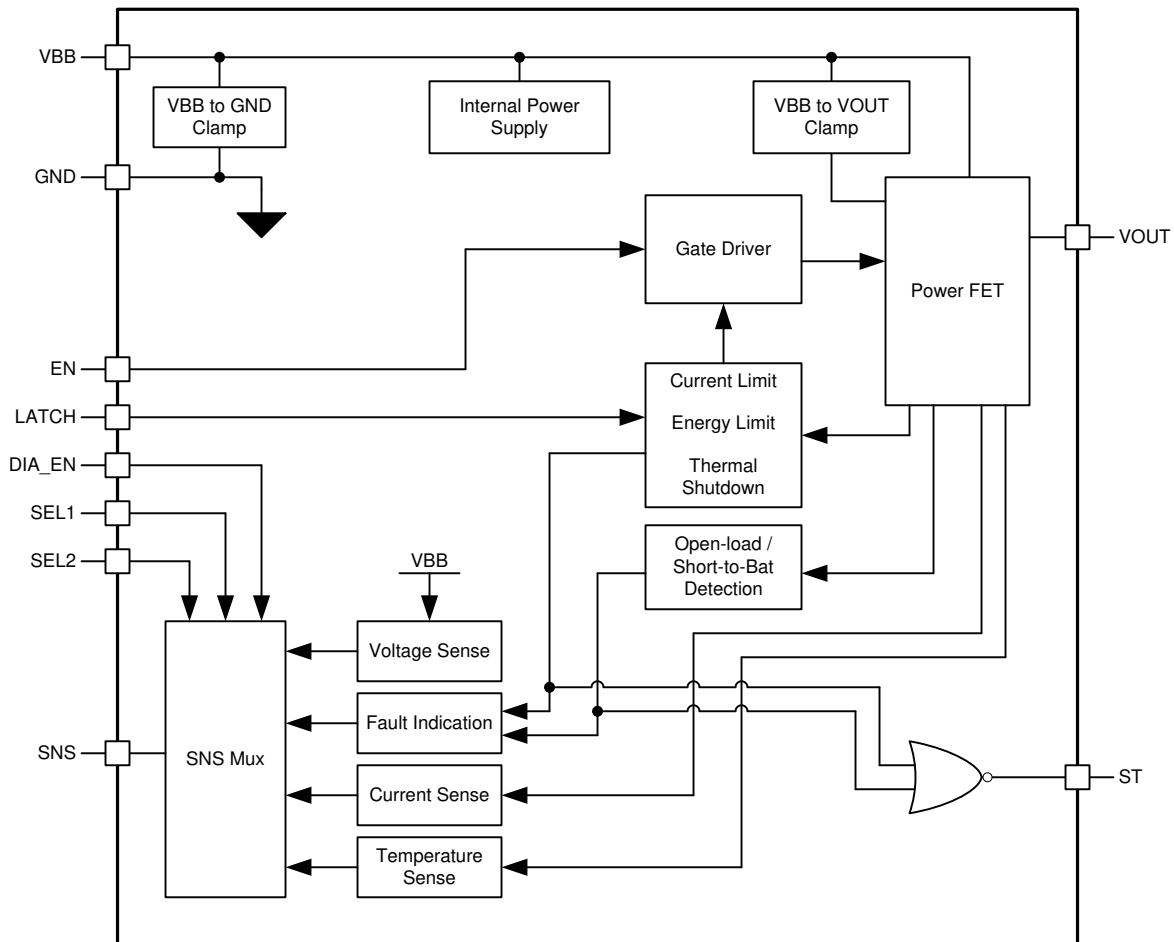 VBB
VBB to GND
Clamp
Internal Power
Supply
VBB to VOUT
Clamp
GND
Gate Driver
Power FET
VOUT
EN
LATCH
Current Limit
Energy Limit
Thermal
Shutdown
DIA_EN
SEL1
SEL2
Open-load /
Short-to-Bat
Detection
VBB
Voltage Sense
Fault Indication
SNS
SNS Mux
Current Sense
ST
Temperature
Sense